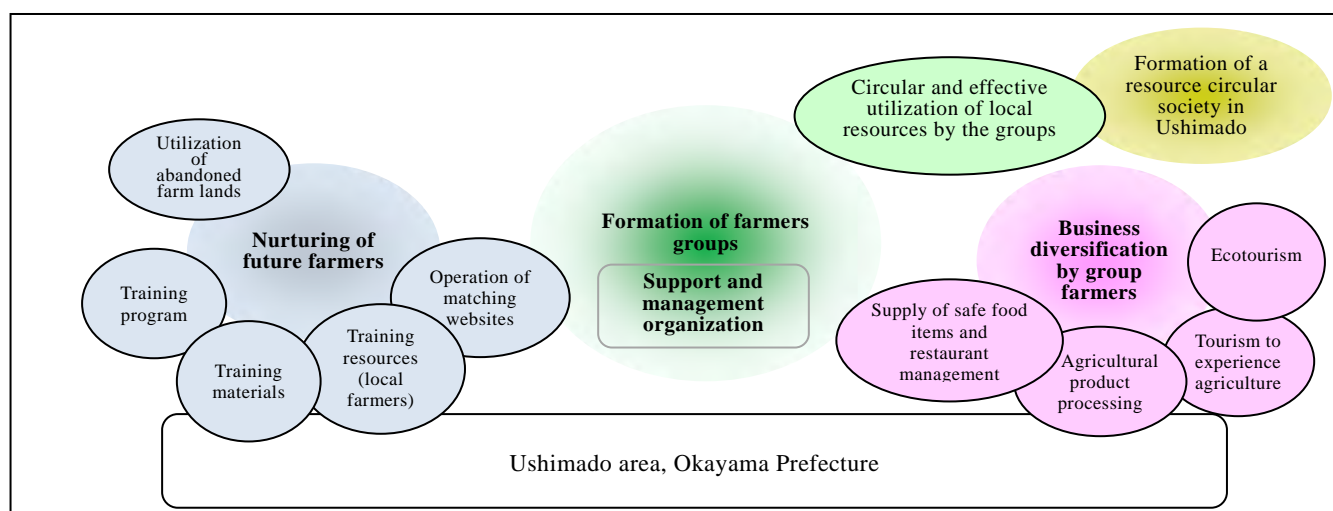 Utilization
of
abandoned
farm lands
Nurturing of
future farmers
Training
program
Training
materials
Training
resources
(local
farmers)
Operation of
matching
websites
Formation of farmers
groups
Support and
management
organization
Circular and effective
utilization of local
resources by the groups
Formation of a
resource circular
society in
Ushimado
Business
diversification
by group
farmers
Ecotourism
Supply of safe food
items and
restaurant
management
Agricultural
product
processing
Tourism to
experience
agriculture
Ushimado area, Okayama Prefecture